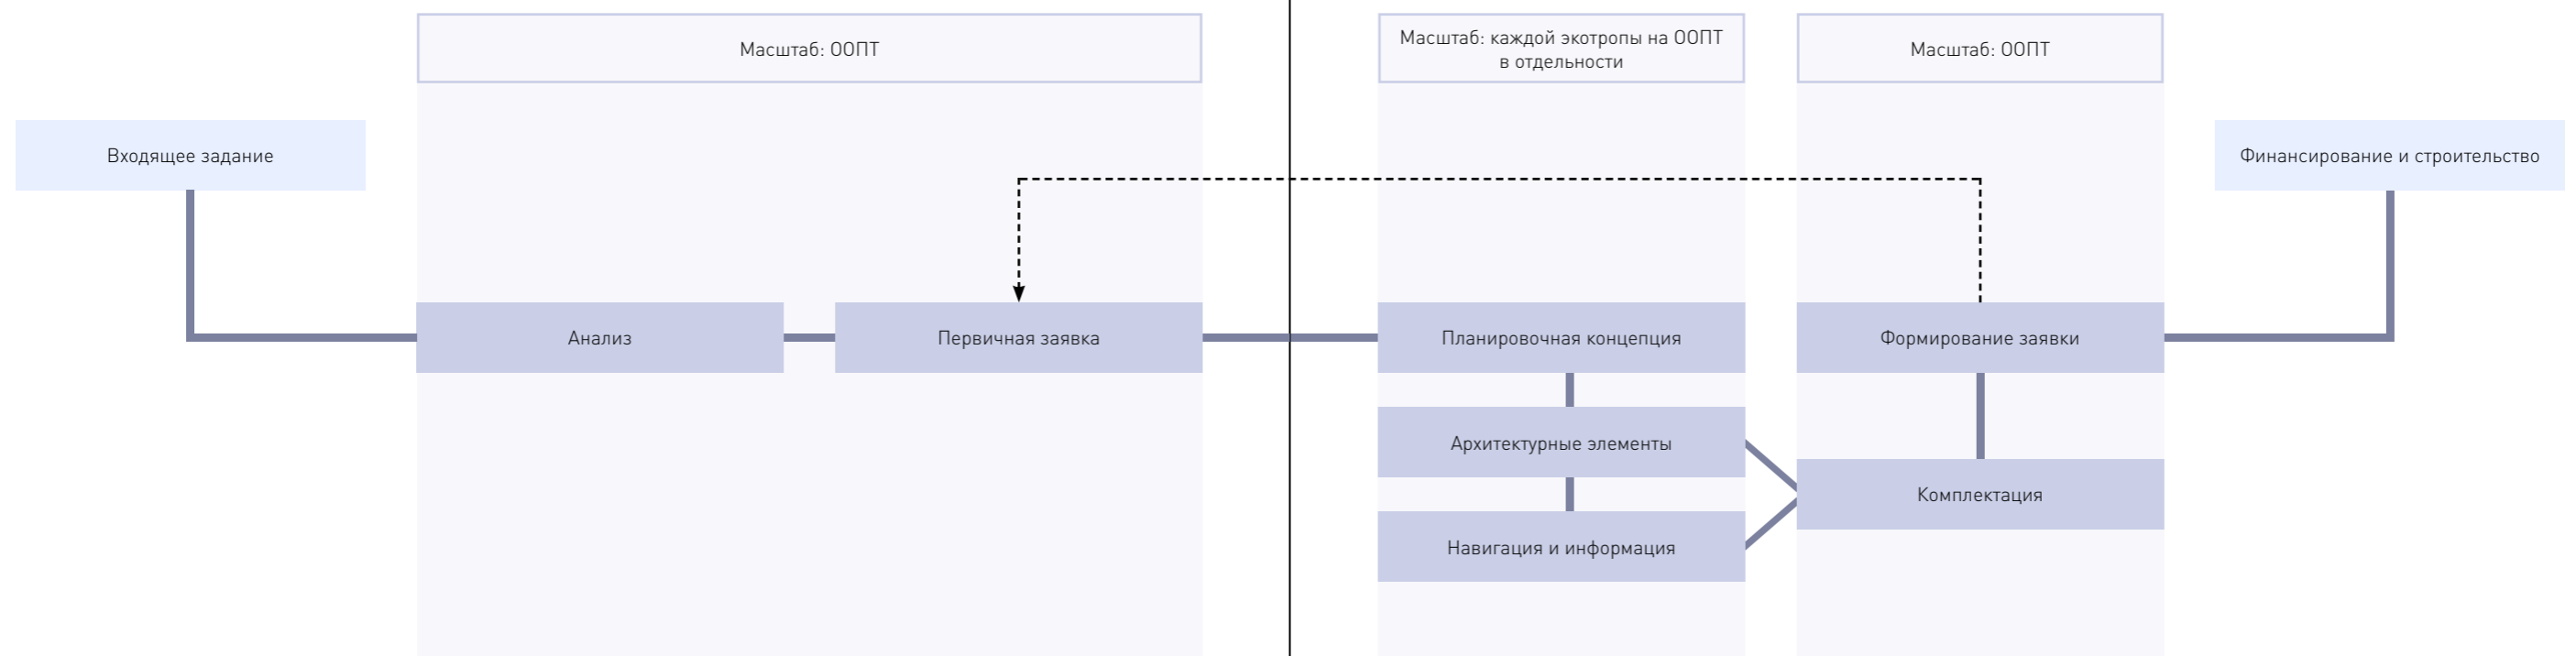 Масштаб: ООПТ
Масштаб: каждой экотропы на ООПТ
в отдельности
Масштаб: ООПТ
Входящее задание
Финансирование и строительство
Анализ
Первичная заявка
Планировочная концепция
Формирование заявки
Архитектурные элементы
Комплектация
Навигация и информация